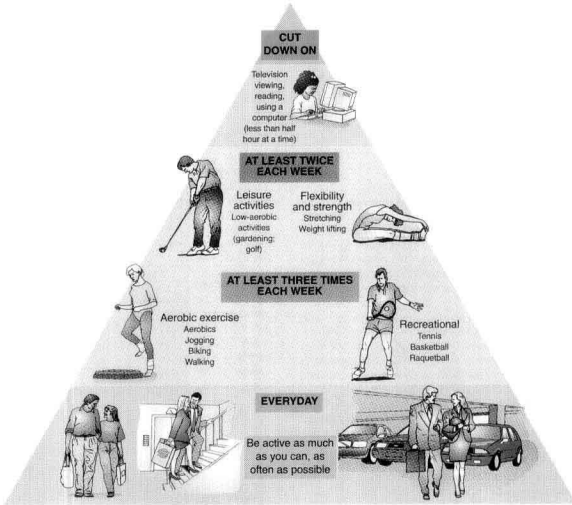 CUT
DOWN ON
Television
viewing,
reading,
using a
computer
(less than half
hour at a time)
AT LEAST TWICE
EACH WEEK
Leisure
activities
Low-aerobic
activities
(gardening:
golf)
Flexibility
and strength
Stretching
Weight lifting
AT LEAST THREE TIMES
EACH WEEK
Aerobic exercise
Aerobics
Jogging
Biking
Walking
Recreational
Tennis
Basketball
Raquetball
EVERYDAY
Be active as much
as you can, as
often as possible